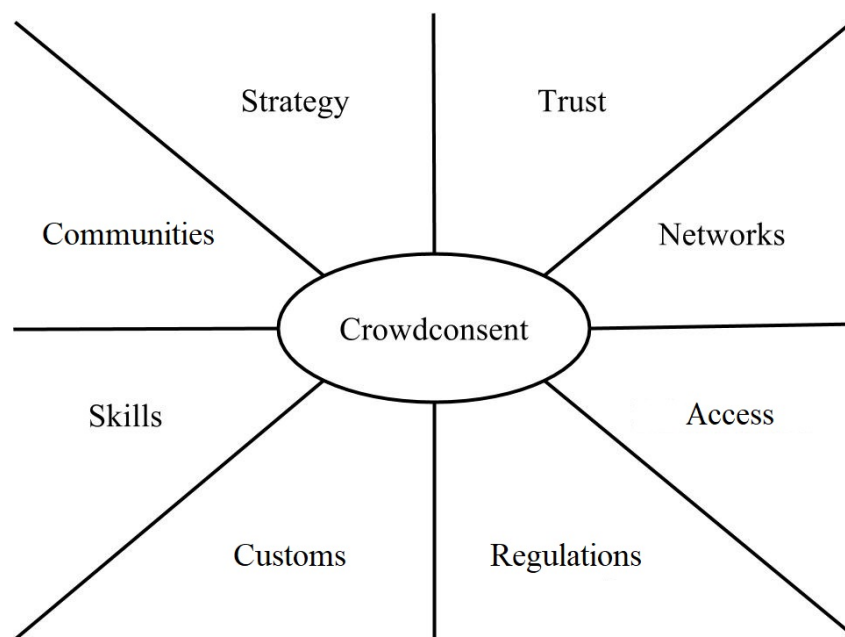 Strategy
Trust
Communities
Networks
Crowdconsent
Skills
Access
Customs
Regulations